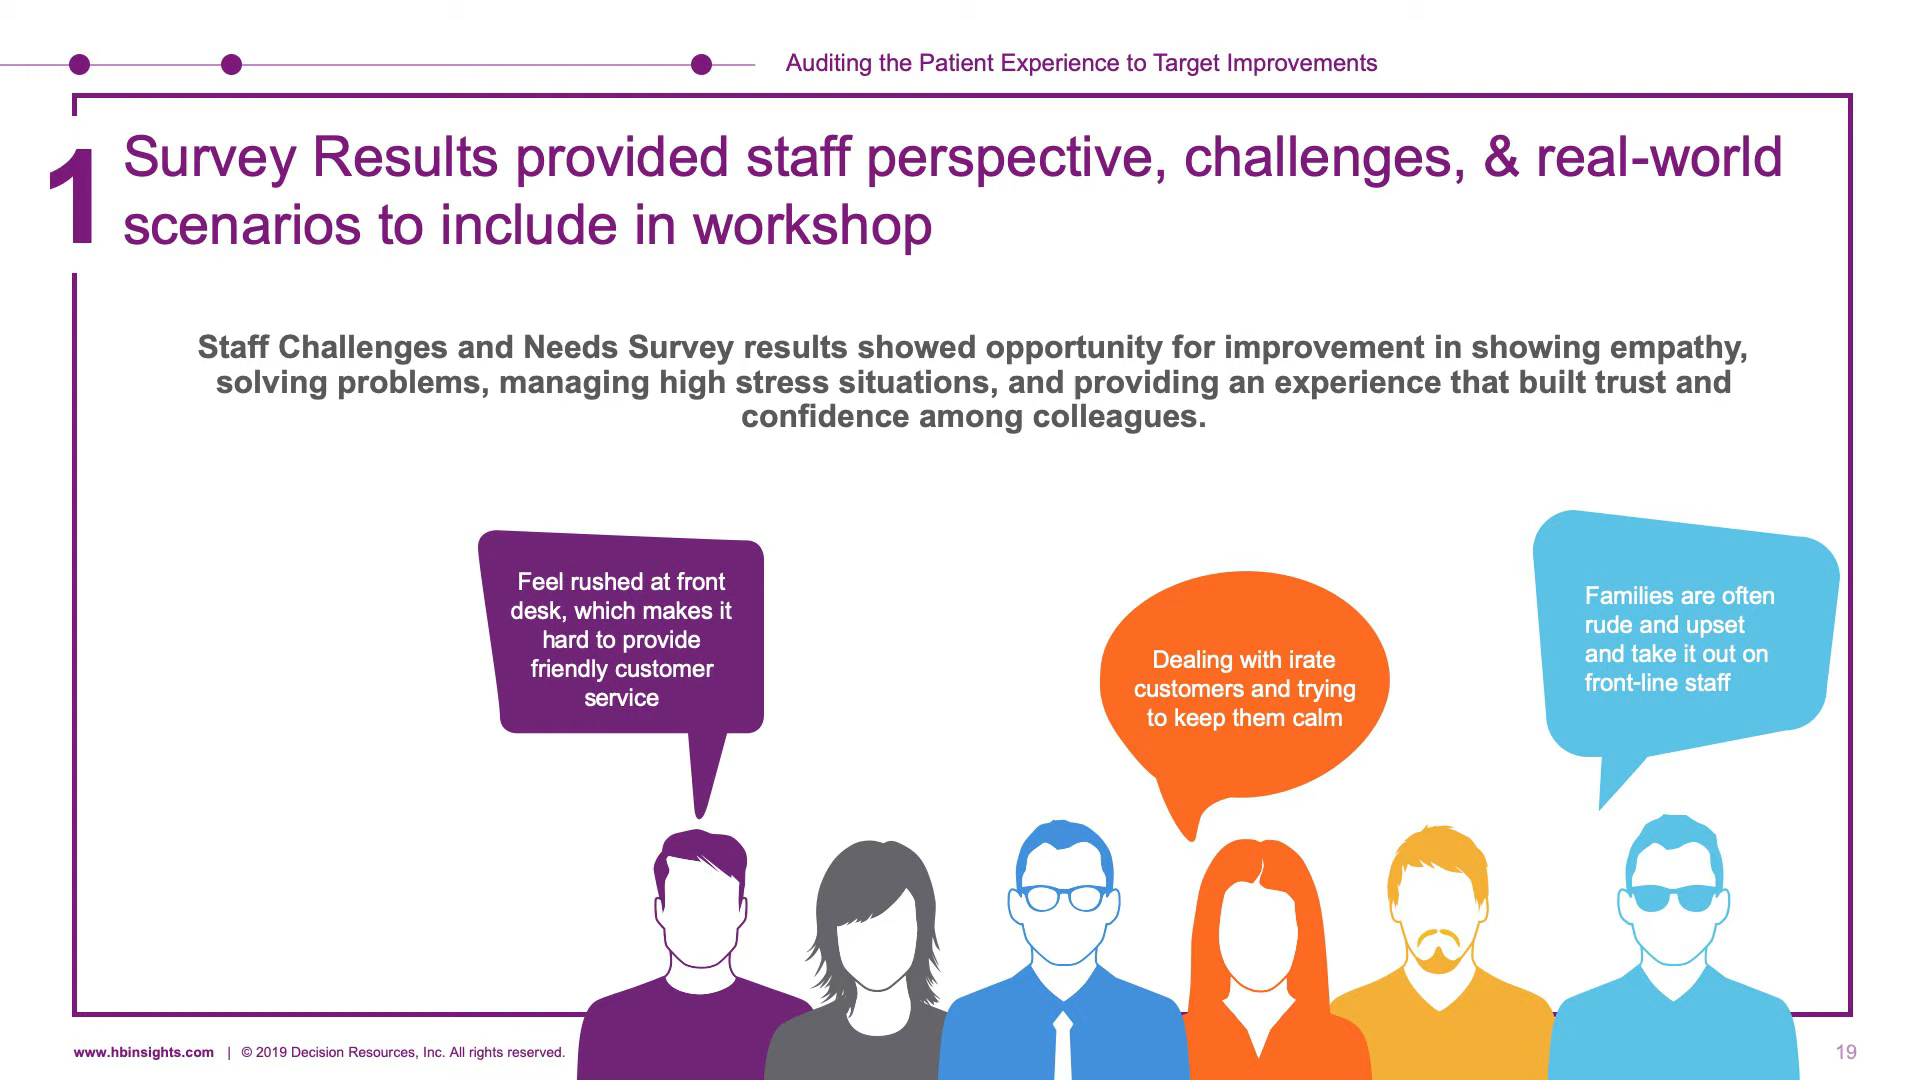 Auditing the Patient Experience to Target Improvements
1
Survey Results provided staff perspective, challenges, & real-world
scenarios to include in workshop
Staff Challenges and Needs Survey results showed opportunity for improvement in showing empathy,
solving problems, managing high stress situations, and providing an experience that built trust and
confidence among colleagues.
Feel rushed at front
desk, which makes it
hard to provide
friendly customer
service
Dealing with irate
customers and trying
to keep them calm
Families are often
rude and upset
and take it out on
front-line staff
www.hbinsights.com | © 2019 Decision Resources, Inc. All rights reserved.
19